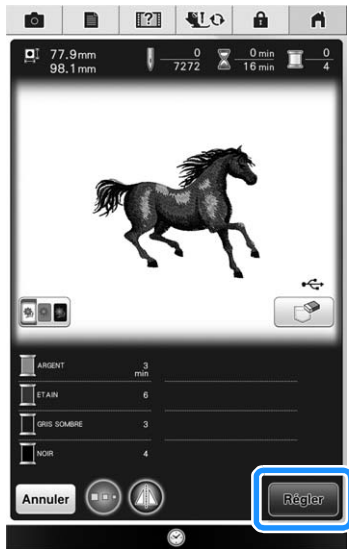 [?]
77.9mm
98.1mm
0
7272
0 min
16 min
0
4
ARGENT 3 min
ETAIN 6
GRIS SOMBRE 3
NOIR 4
Annuler
Régler